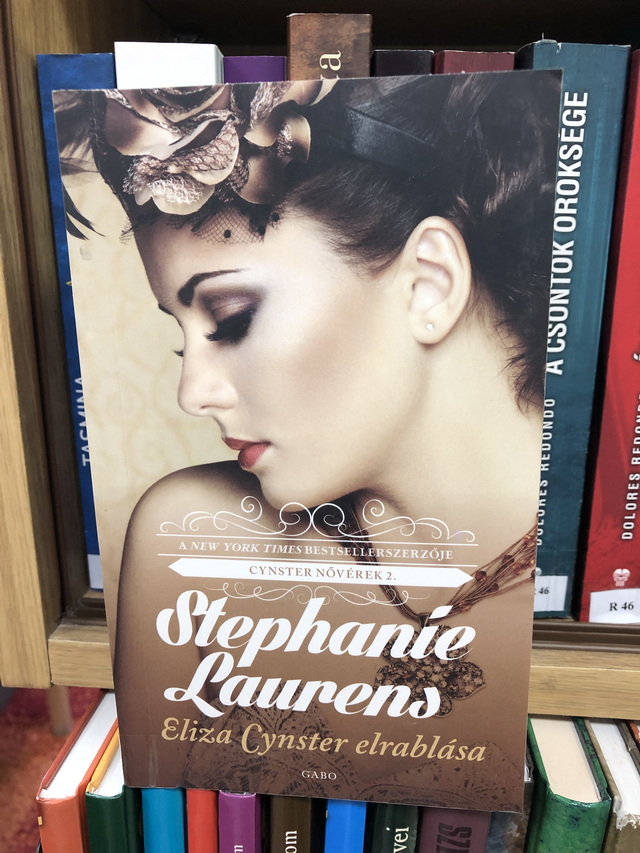 A NEW YORK TIMES BESTSELLERSZERZŐJE
CYNSTER NŐVÉREK 2.
Stephanie
Laurens
Eliza Cynster elrablása
GABO
TASMINA
DOLORES REDONDO A CSONTOK ÖRÖKSÉGE
R 46
DOLORES REDONDO
R 46